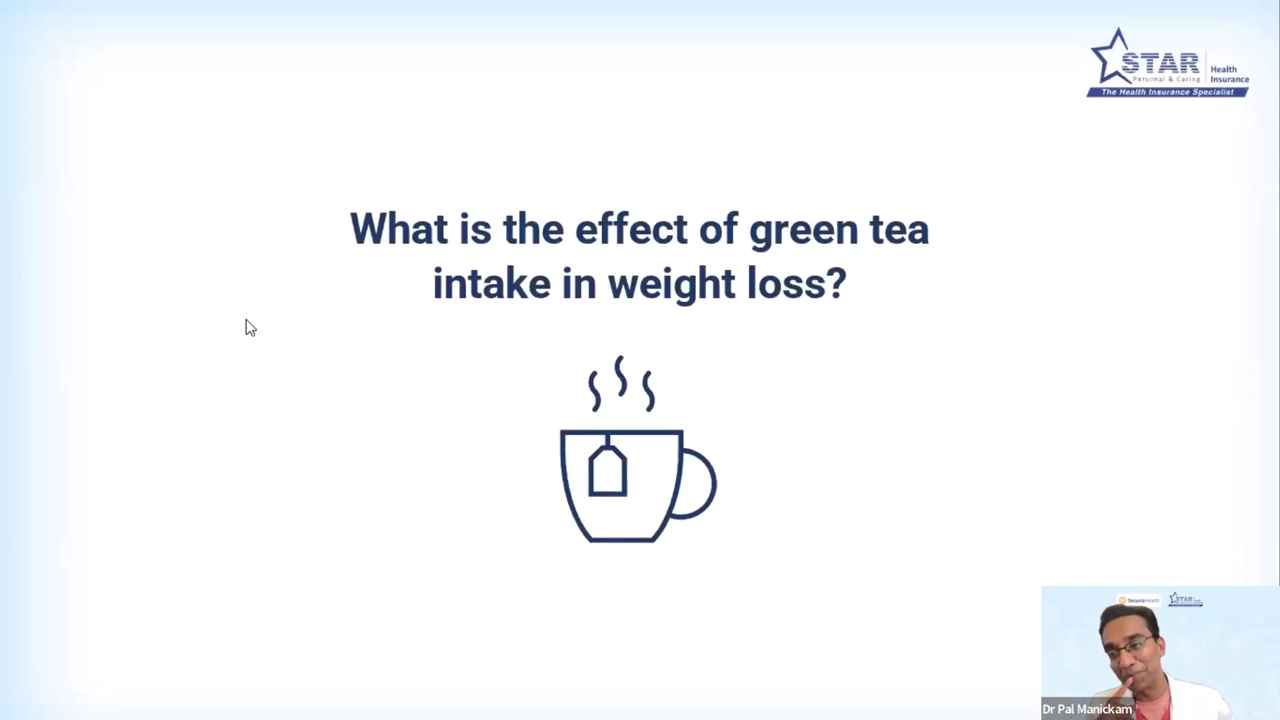 STAR
Health
Insurance
Personal & Caring
The Health Insurance Specialist
What is the effect of green tea
intake in weight loss?
STAR
Dr Pal Manickam